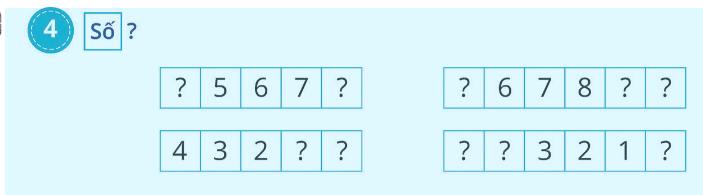 4 Số ?
? 5 6 7 ? ? 6 7 8 ? ?
4 3 2 ? ? ? ? 3 2 1 ?